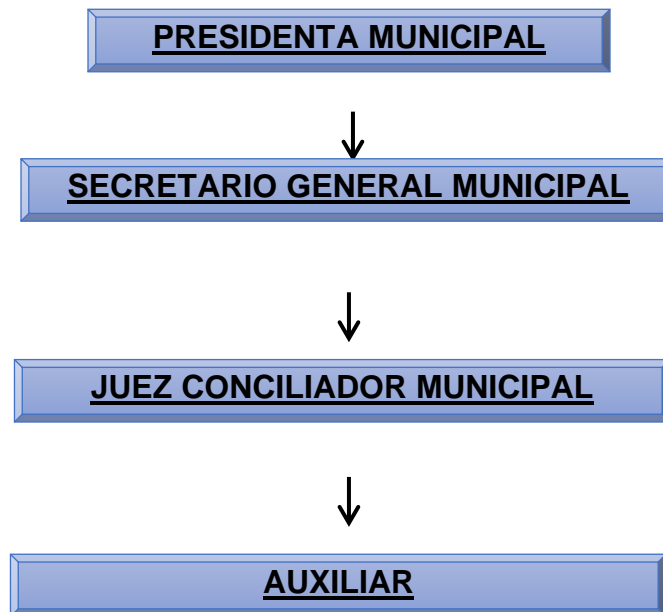 PRESIDENTA MUNICIPAL
SECRETARIO GENERAL MUNICIPAL
JUEZ CONCILIADOR MUNICIPAL
AUXILIAR